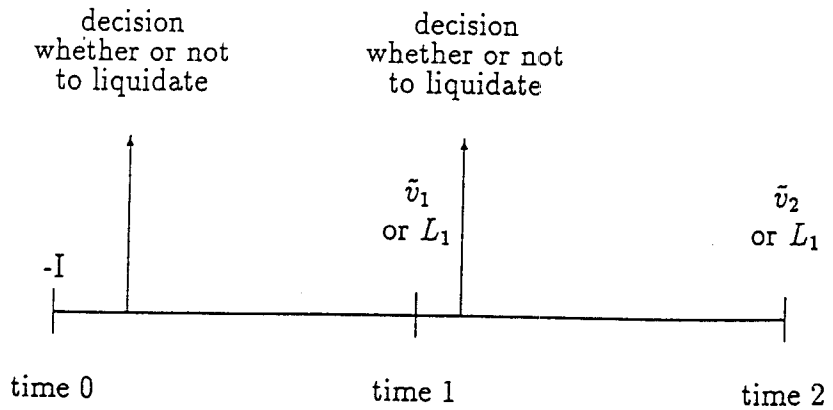 decision
whether or not
to liquidate
decision
whether or not
to liquidate
ṽ₁
or L₁
ṽ₂
or L₁
-I
time 0
time 1
time 2